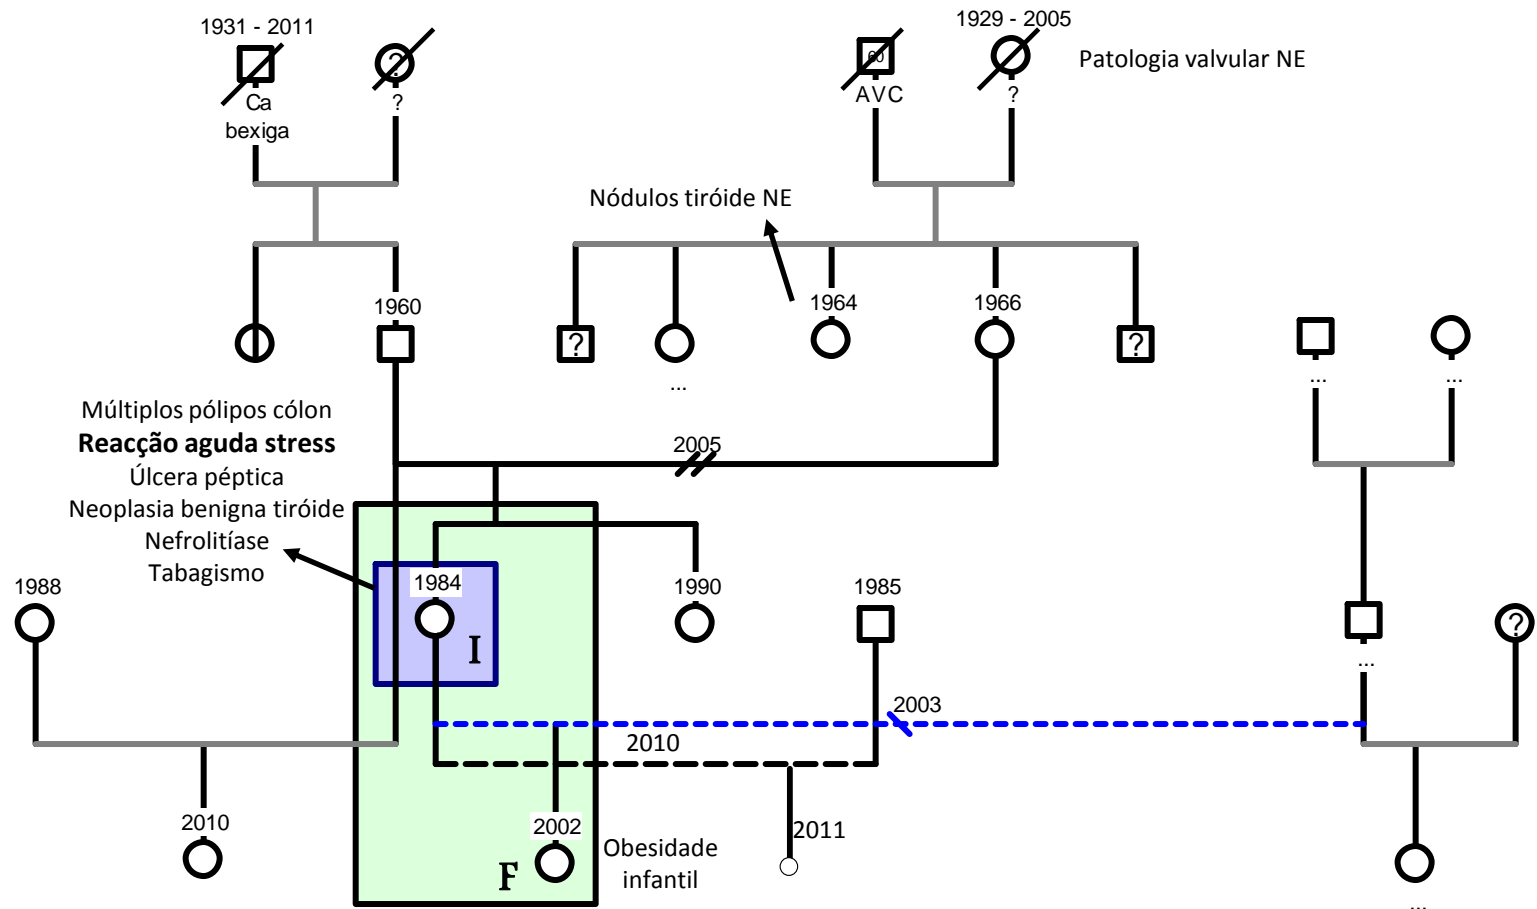 1931 - 2011
1929 - 2005
?
60
Patologia valvular NE
Ca
bexiga
?
AVC
?
Nódulos tiróide NE
1960
1964
1966
?
?
...
...
...
Múltiplos pólipos cólon
Reacção aguda stress
Úlcera péptica
Neoplasia benigna tiróide
Nefrolitíase
Tabagismo
2005
1988
1984
1990
1985
I
?
...
2003
2010
2010
2002
2011
F
Obesidade
infantil
...